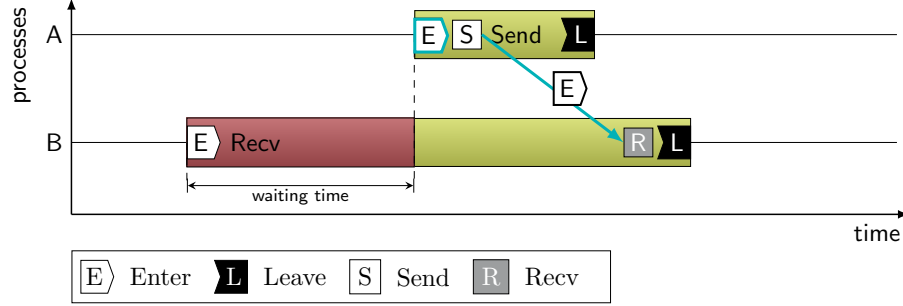 processes
A
E S Send L
E
B
E Recv
R L
waiting time
time
E Enter L Leave S Send R Recv